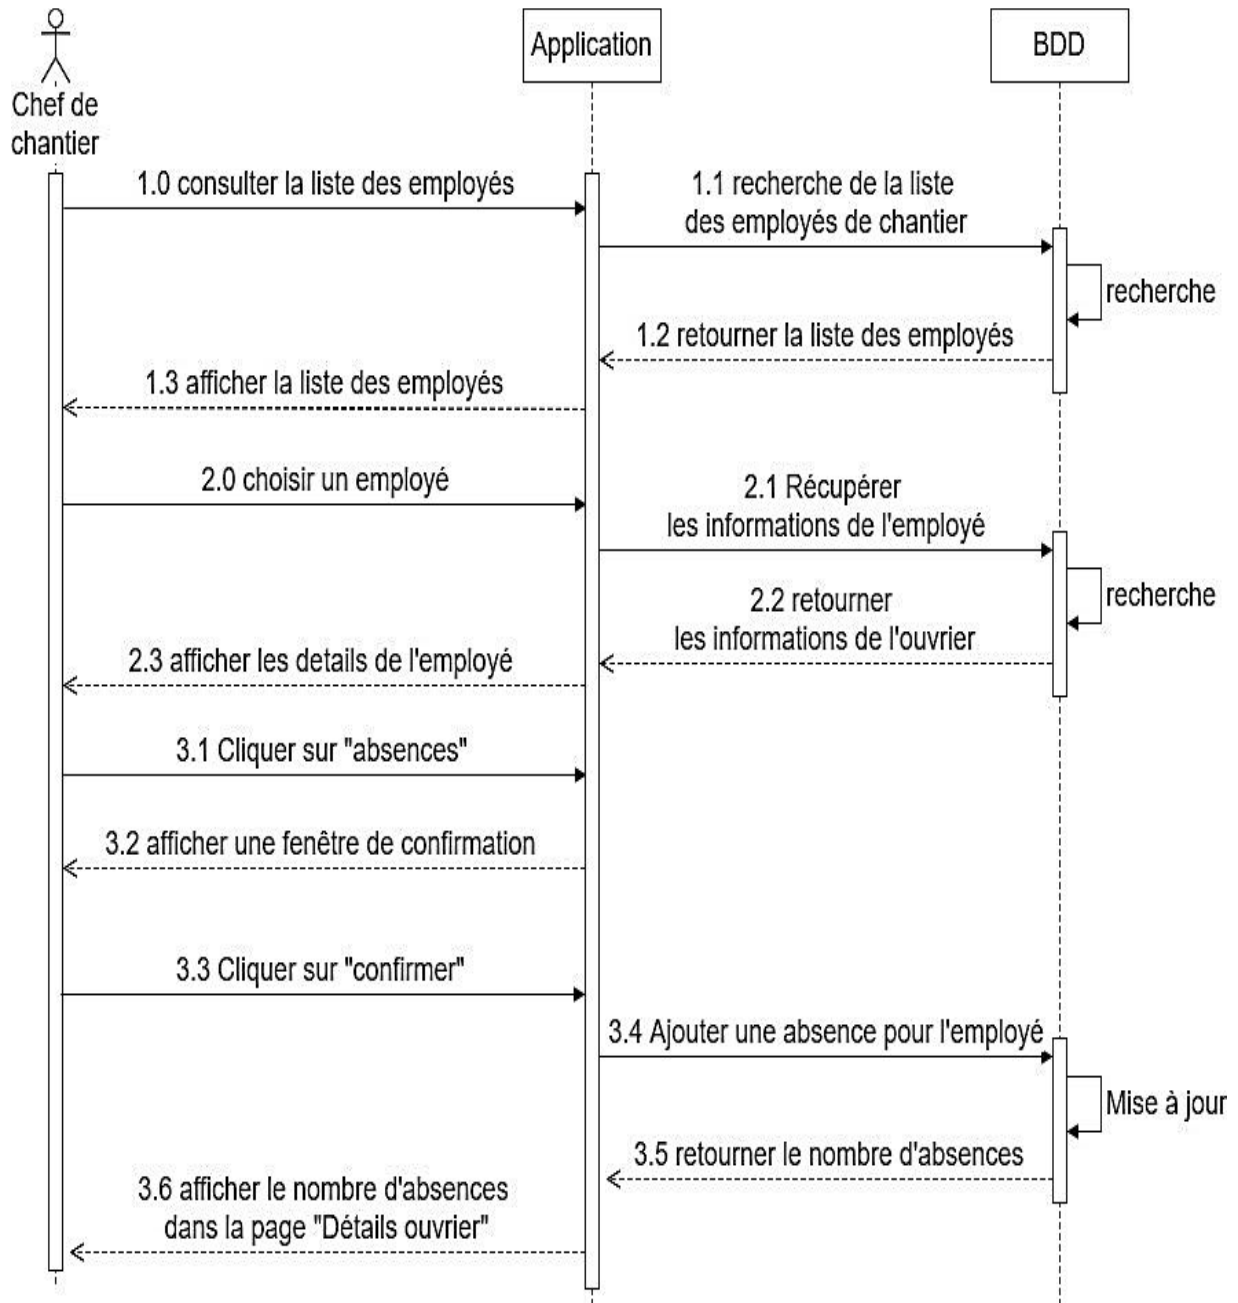 Application
BDD
Chef de
chantier
1.0 consulter la liste des employés
1.1 recherche de la liste
des employés de chantier
recherche
1.2 retourner la liste des employés
1.3 afficher la liste des employés
2.0 choisir un employé
2.1 Récupérer
les informations de l'employé
recherche
2.2 retourner
les informations de l'ouvrier
2.3 afficher les details de l'employé
3.1 Cliquer sur "absences"
3.2 afficher une fenêtre de confirmation
3.3 Cliquer sur "confirmer"
3.4 Ajouter une absence pour l'employé
Mise à jour
3.5 retourner le nombre d'absences
3.6 afficher le nombre d'absences
dans la page "Détails ouvrier"